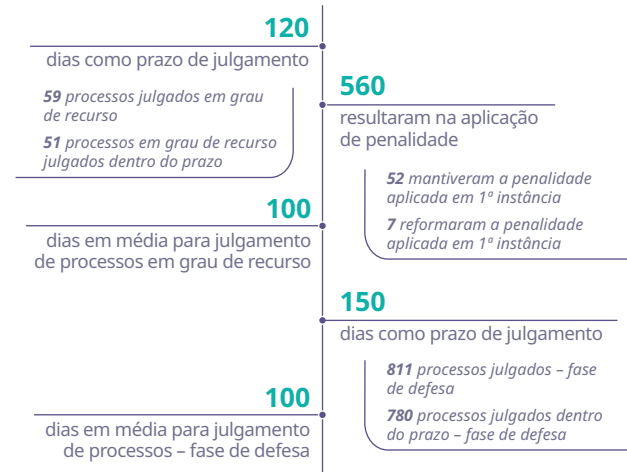 120
dias como prazo de julgamento
59 processos julgados em grau
de recurso
51 processos em grau de recurso
julgados dentro do prazo
560
resultaram na aplicação
de penalidade
52 mantiveram a penalidade
aplicada em 1ª instância
7 reformaram a penalidade
aplicada em 1ª instância
100
dias em média para julgamento
de processos em grau de recurso
150
dias como prazo de julgamento
811 processos julgados – fase
de defesa
780 processos julgados dentro
do prazo – fase de defesa
100
dias em média para julgamento
de processos – fase de defesa